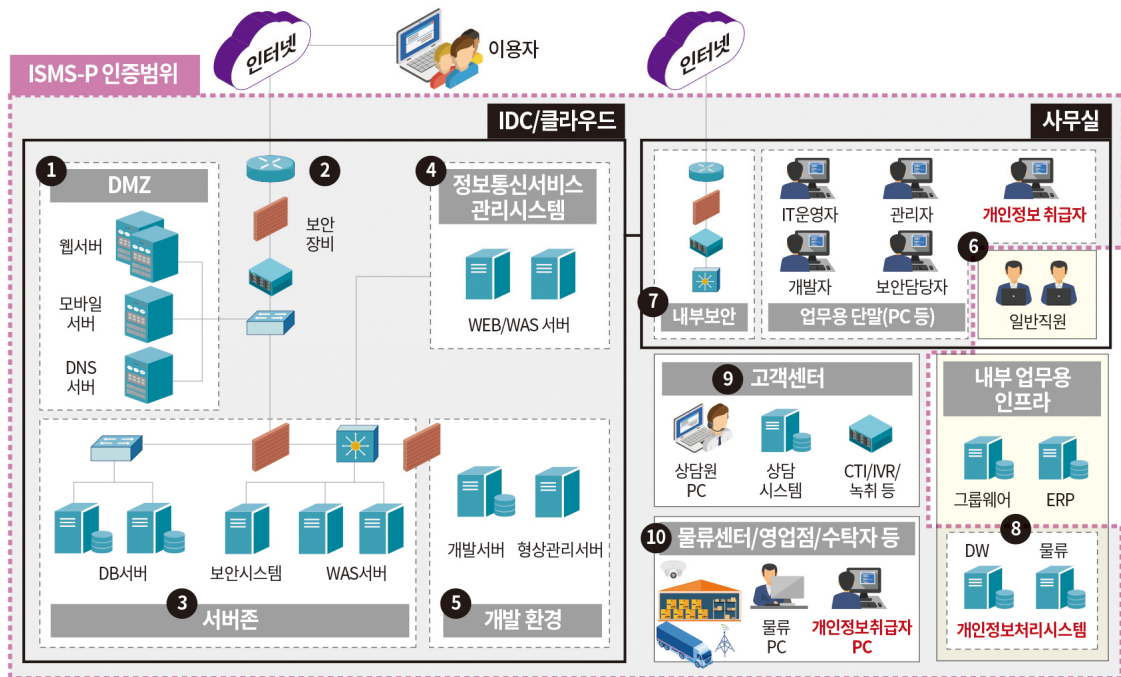 인터넷
이용자
인터넷
ISMS-P 인증범위
IDC/클라우드
사무실
1
DMZ
웹서버
모바일
서버
DNS
서버
2
보안
장비
4
정보통신서비스
관리시스템
WEB/WAS 서버
3
서버존
DB서버
보안시스템
WAS서버
5
개발 환경
개발서버
형상관리서버
7
내부보안
IT운영자
관리자
개인정보 취급자
개발자
보안담당자
업무용 단말(PC 등)
6
일반직원
9
고객센터
상담원
PC
상담
시스템
CTI/IVR/
녹취 등
내부 업무용
인프라
그룹웨어
ERP
8
DW
물류
개인정보처리시스템
10
물류센터/영업점/수탁자 등
물류
PC
개인정보취급자
PC